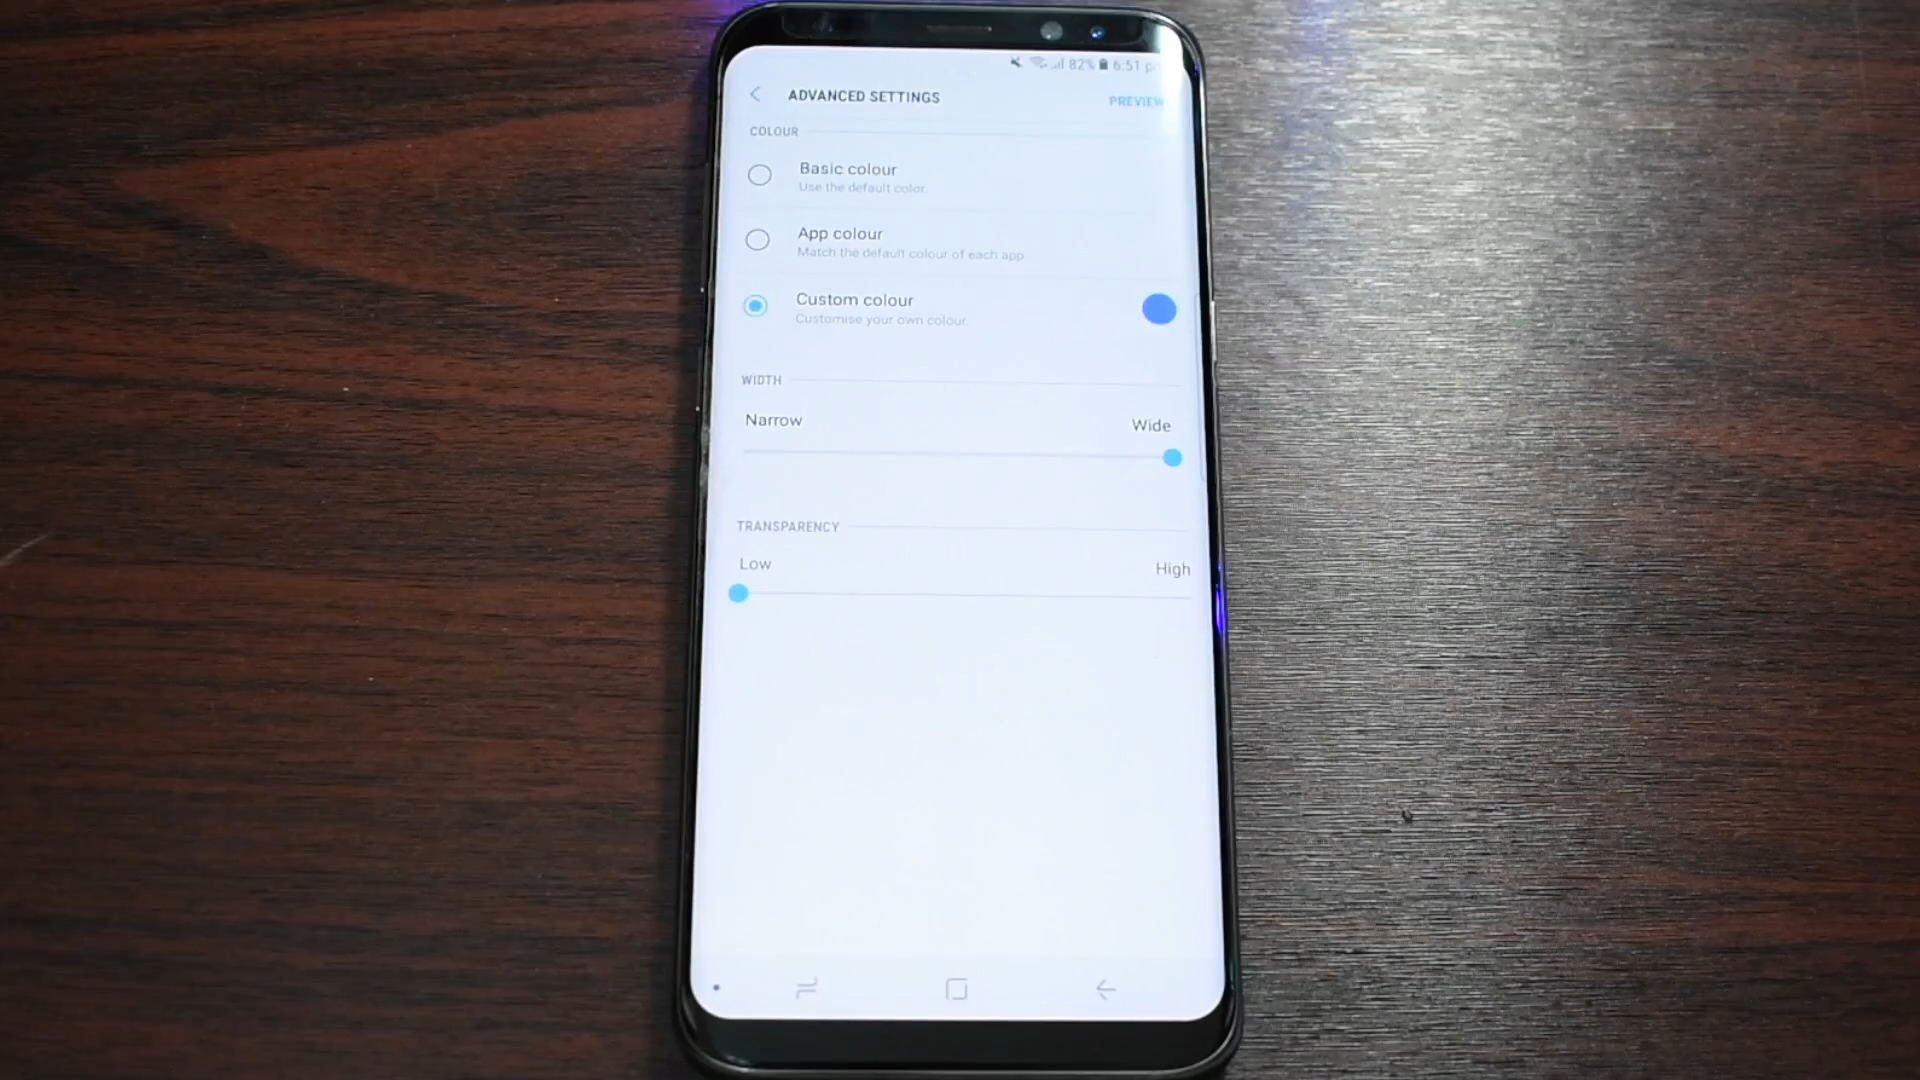 82% 6:51 pm
ADVANCED SETTINGS
PREVIEW
COLOUR
Basic colour
Use the default color.
App colour
Match the default colour of each app
Custom colour
Customise your own colour.
WIDTH
Narrow
Wide
TRANSPARENCY
Low
High